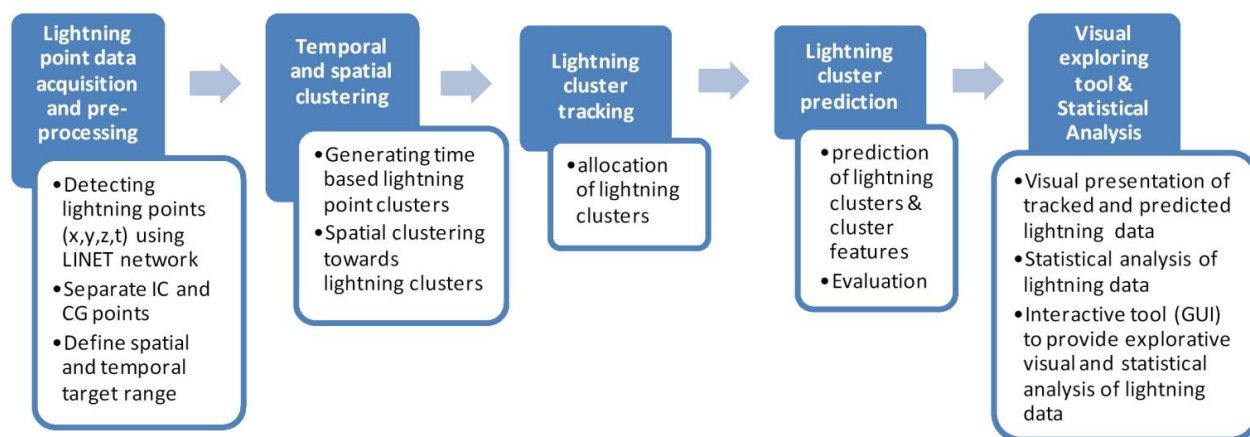 Lightning
point data
acquisition
and pre-
processing
•Detecting
lightning points
(x,y,z,t) using
LINET network
•Separate IC and
CG points
•Define spatial
and temporal
target range
Temporal
and spatial
clustering
•Generating time
based lightning
point clusters
•Spatial clustering
towards
lightning clusters
Lightning
cluster
tracking
•allocation
of lightning
clusters
Lightning
cluster
prediction
•prediction
of lightning
clusters &
cluster
features
•Evaluation
Visual
exploring
tool &
Statistical
Analysis
•Visual presentation of
tracked and predicted
lightning data
•Statistical analysis of
lightning data
•Interactive tool (GUI)
to provide explorative
visual and statistical
analysis of lightning
data